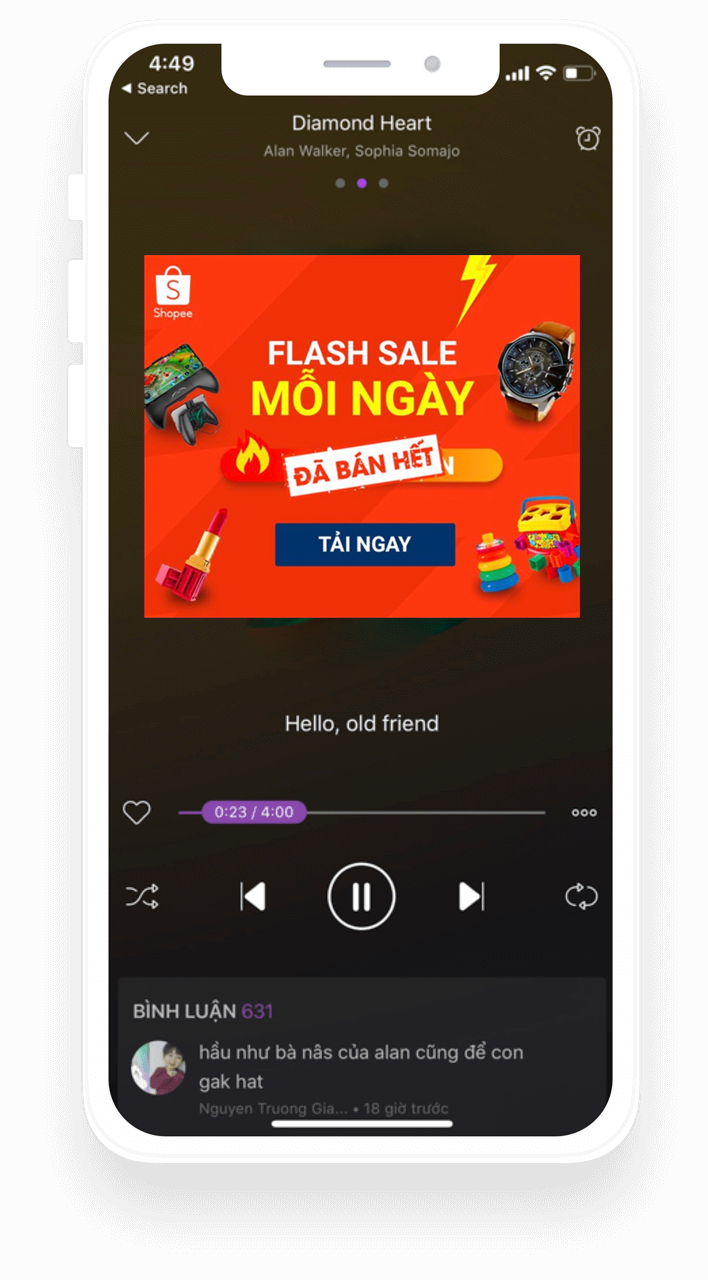 4:49
Search
Diamond Heart
Alan Walker, Sophia Somajo
S
Shopee
FLASH SALE
MỖI NGÀY
ĐÃ BÁN HẾT
TẢI NGAY
Hello, old friend
0:23 / 4:00
BÌNH LUẬN 631
hầu như bà nâs của alan cũng để con
gak hat
Nguyen Truong Gia... • 18 giờ trước